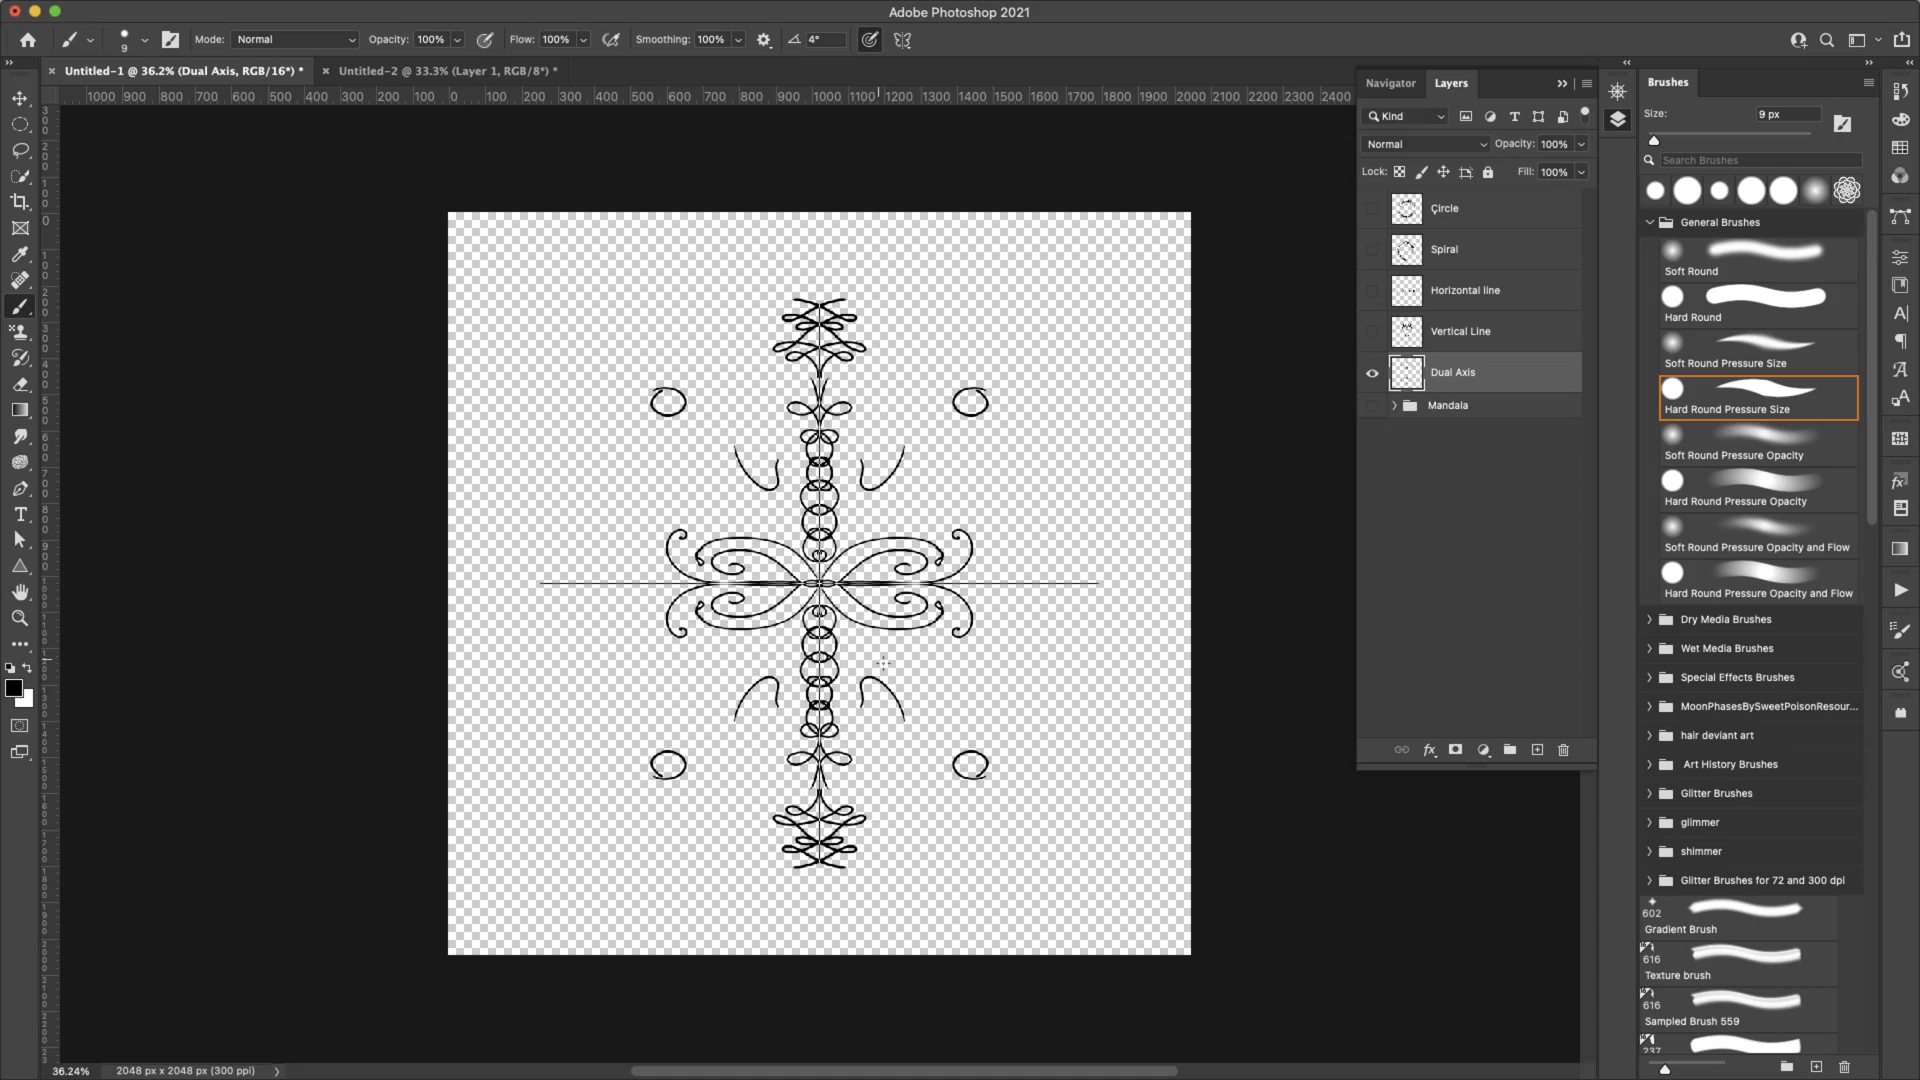 Adobe Photoshop 2021
9
Mode: Normal
Opacity: 100%
Flow: 100%
Smoothing: 100%
4°
Untitled-1 @ 36.2% (Dual Axis, RGB/16*) *
Untitled-2 @ 33.3% (Layer 1, RGB/8*) *
1000 900 800 700 600 500 400 300 200 100 0 100 200 300 400 500 600 700 800 900 1000 1100 1200 1300 1400 1500 1600 1700 1800 1900 2000 2100 2200 2300 2400
Navigator
Layers
Kind
Normal
Opacity: 100%
Lock:
Fill: 100%
Çircle
Spiral
Horizontal line
Vertical Line
Dual Axis
Mandala
Brushes
Size:
9 px
Search Brushes
General Brushes
Soft Round
Hard Round
Soft Round Pressure Size
Hard Round Pressure Size
Soft Round Pressure Opacity
Hard Round Pressure Opacity
Soft Round Pressure Opacity and Flow
Hard Round Pressure Opacity and Flow
Dry Media Brushes
Wet Media Brushes
Special Effects Brushes
MoonPhasesBySweetPoisonResour...
hair deviant art
Art History Brushes
Glitter Brushes
glimmer
shimmer
Glitter Brushes for 72 and 300 dpi
602
Gradient Brush
616
Texture brush
616
Sampled Brush 559
237
36.24%
2048 px x 2048 px (300 ppi)